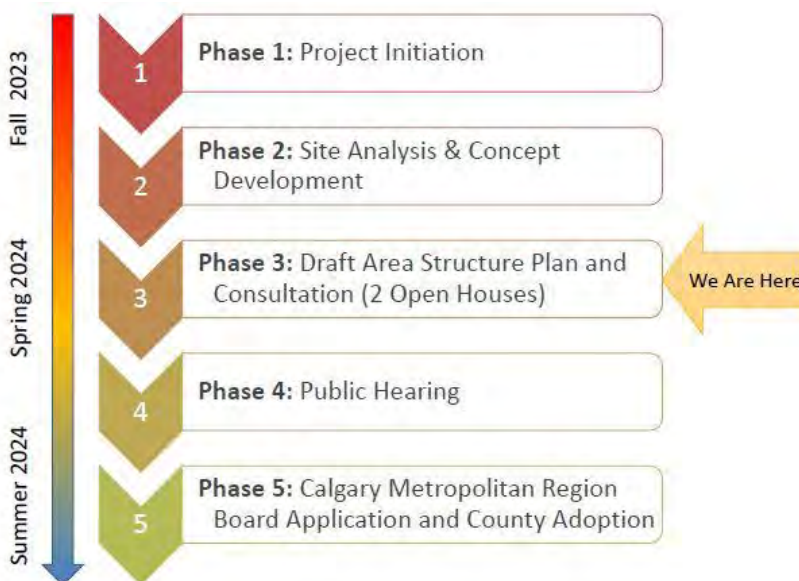 Fall 2023
Spring 2024
Summer 2024
1
Phase 1: Project Initiation
2
Phase 2: Site Analysis & Concept
Development
3
Phase 3: Draft Area Structure Plan and
Consultation (2 Open Houses)
We Are Here
4
Phase 4: Public Hearing
5
Phase 5: Calgary Metropolitan Region
Board Application and County Adoption